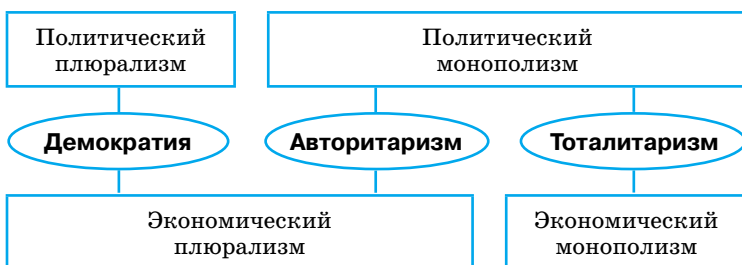 Политический
плюрализм
Политический
монополизм
Демократия
Авторитаризм
Тоталитаризм
Экономический
плюрализм
Экономический
монополизм